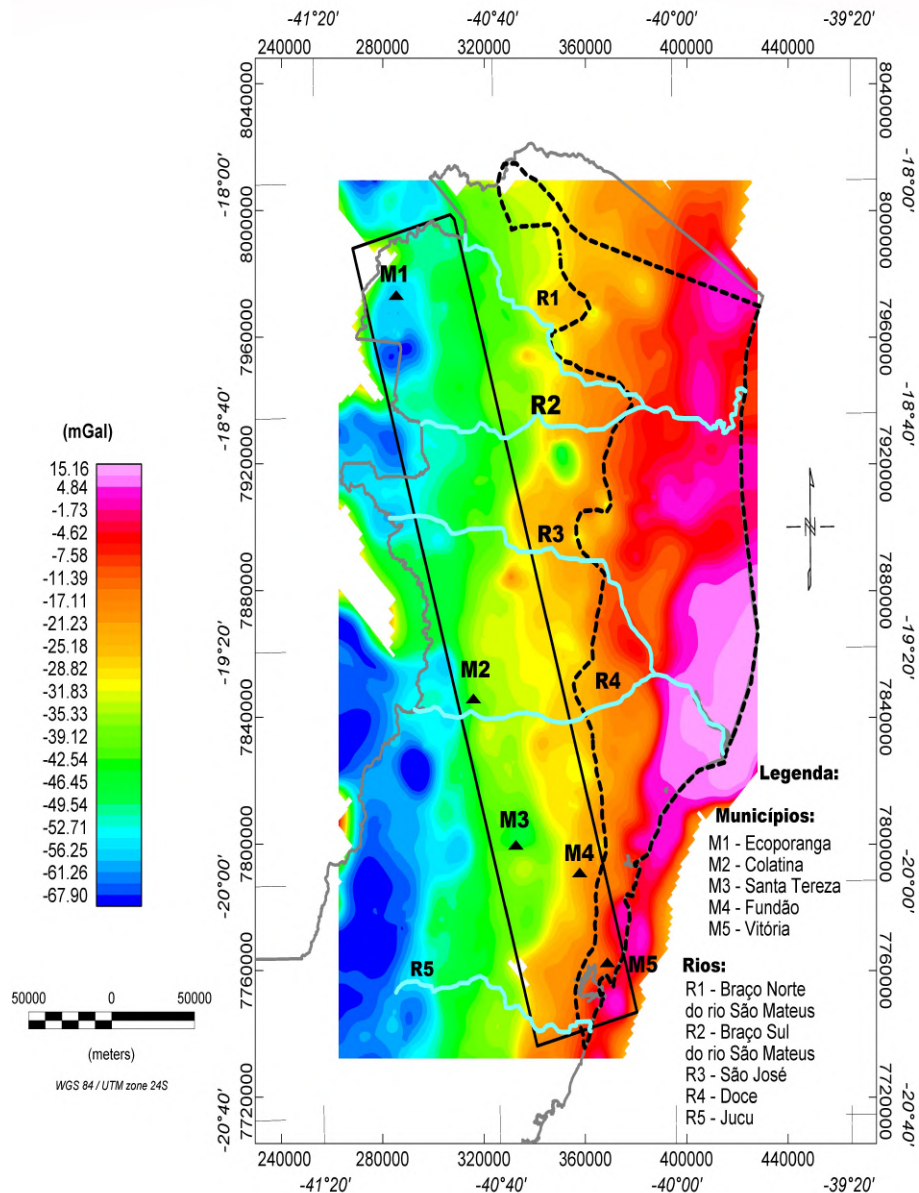 -41°20' -40°40' -40°00' -39°20'
240000 280000 320000 360000 400000 440000
8040000 8040000
-18°00' -18°00'
8000000 8000000
M1
R1
7960000 7960000
R2
-18°40' -18°40'
(mGal)
7920000 7920000
15.16
4.84
-1.73
-4.62
-7.58
-11.39
-17.11
-21.23
-25.18
-28.82
-31.83
-35.33
-39.12
-42.54
-46.45
-49.54
-52.71
-56.25
-61.26
-67.90
R3
N
7880000 7880000
-19°20' -19°20'
M2
R4
7840000 7840000
Legenda:
Municípios:
M1 - Ecoporanga
M2 - Colatina
M3 - Santa Tereza
M4 - Fundão
M5 - Vitória
M3
M4
7800000 7800000
-20°00' -20°00'
R5
M5
7760000 7760000
Rios:
R1 - Braço Norte
do rio São Mateus
R2 - Braço Sul
do rio São Mateus
R3 - São José
R4 - Doce
R5 - Jucu
50000 0 50000
(meters)
WGS 84 / UTM zone 24S
7720000 7720000
-20°40' -20°40'
240000 280000 320000 360000 400000 440000
-41°20' -40°40' -40°00' -39°20'